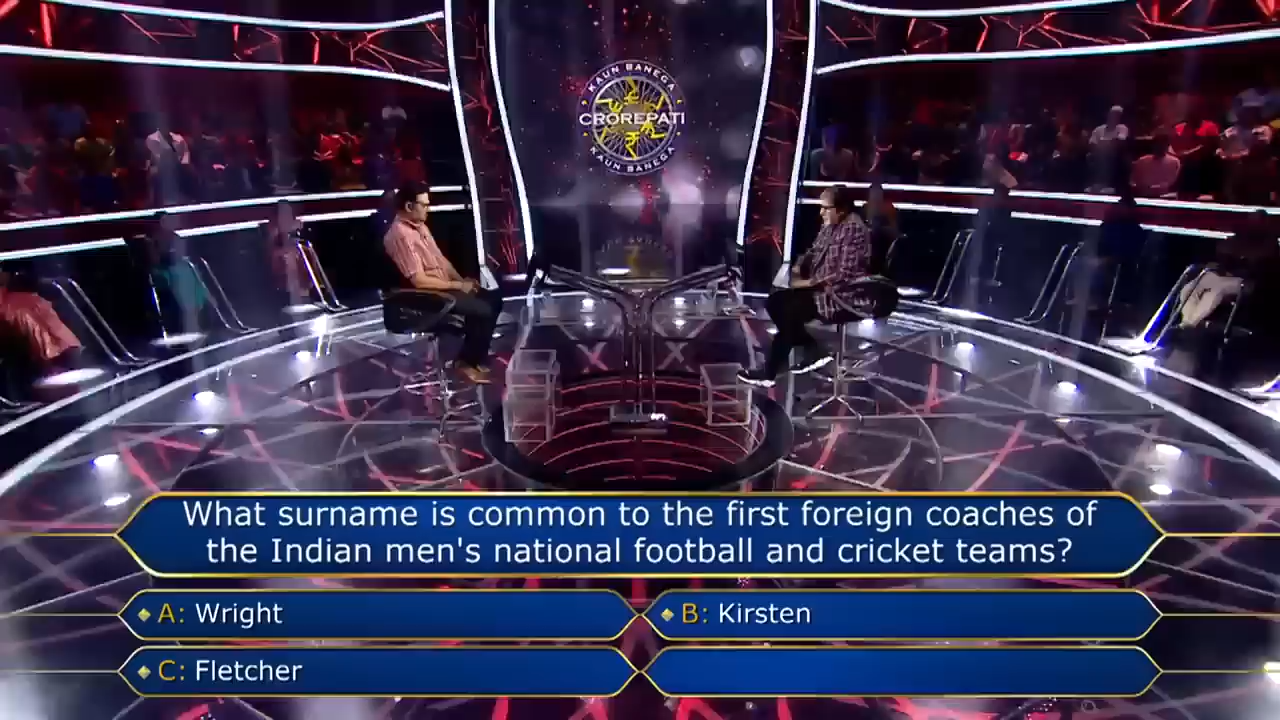 KAUN BANEGA
CROREPATI
KAUN BANEGA
What surname is common to the first foreign coaches of
the Indian men's national football and cricket teams?
A: Wright
B: Kirsten
C: Fletcher